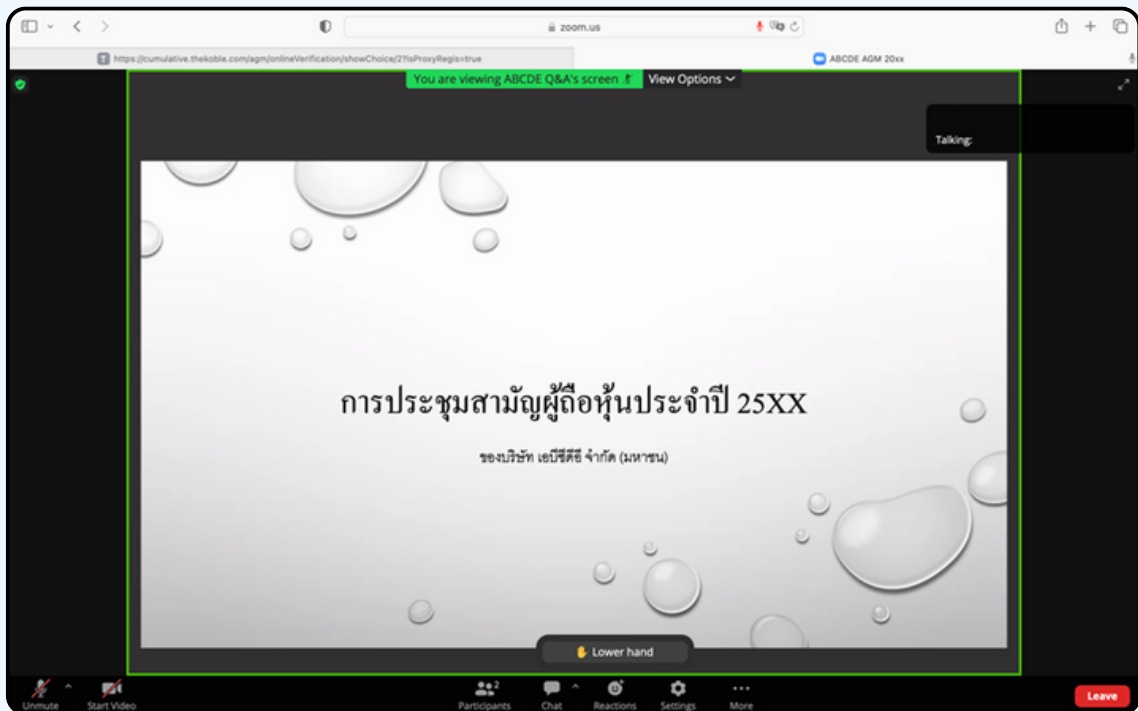 zoom.us
https://cumulative.thekoble.com/agm/onlineVerification/showChoice/2?isProxyRegis=true
ABCDE AGM 20xx
You are viewing ABCDE Q&A's screen View Options
Talking:
การประชุมสามัญผู้ถือหุ้นประจำปี 25XX
ของบริษัท เอบีซีดีอี จำกัด (มหาชน)
Lower hand
2
Unmute Start Video Participants Chat Reactions Settings More Leave